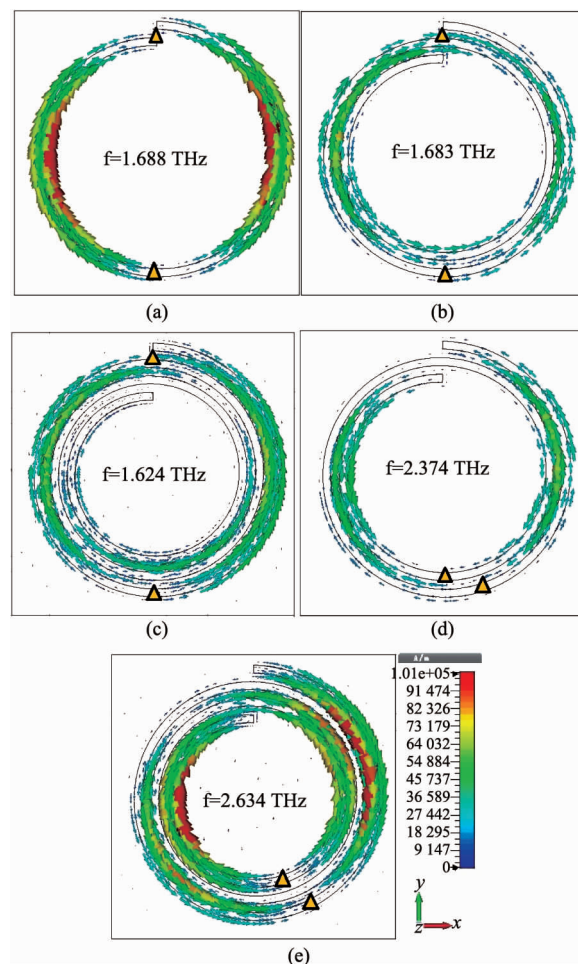 f=1.688 THz
(a)
f=1.683 THz
(b)
f=1.624 THz
(c)
f=2.374 THz
(d)
f=2.634 THz
(e)
A/m
1.01e+05
91 474
82 326
73 179
64 032
54 884
45 737
36 589
27 442
18 295
9 147
0
y
z
x